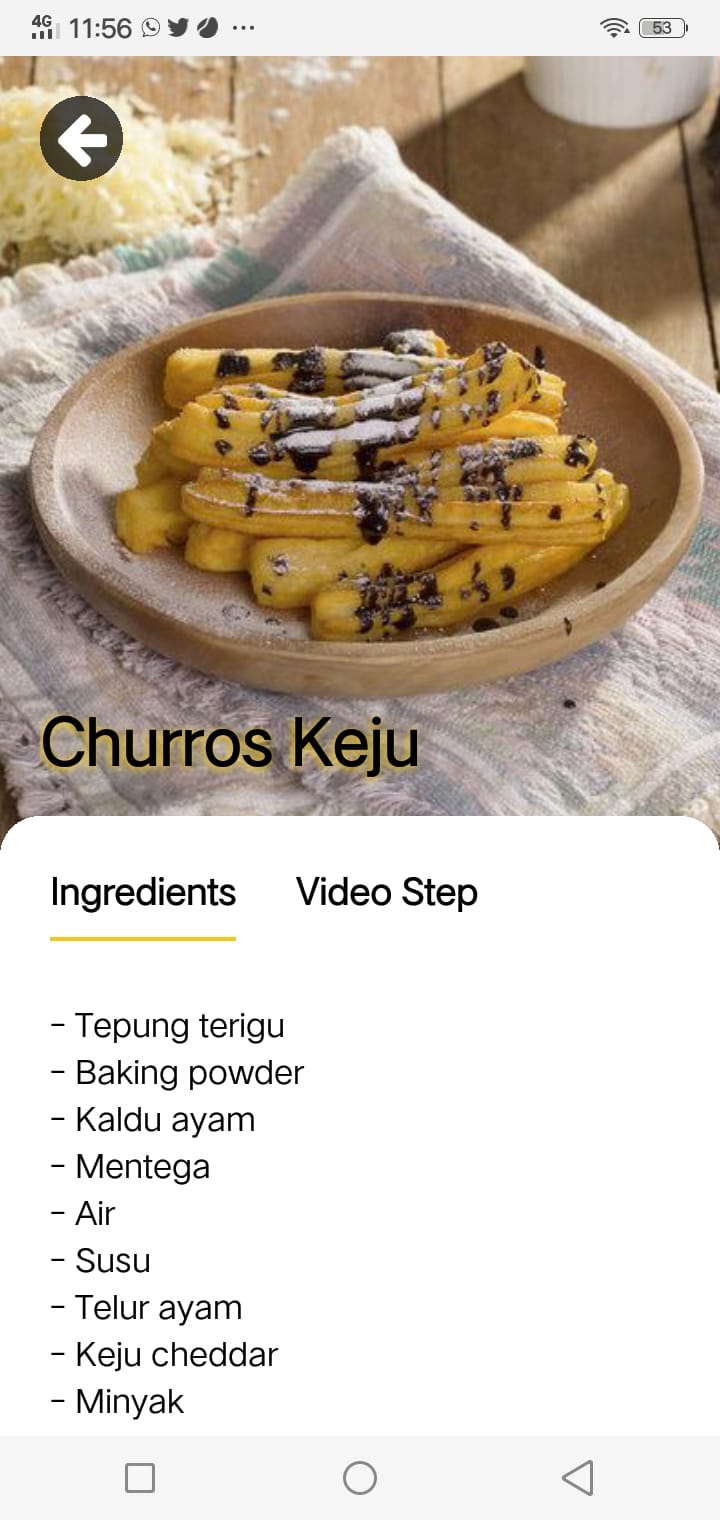 4G 11:56 ... 53
Churros Keju
Ingredients Video Step
- Tepung terigu
- Baking powder
- Kaldu ayam
- Mentega
- Air
- Susu
- Telur ayam
- Keju cheddar
- Minyak